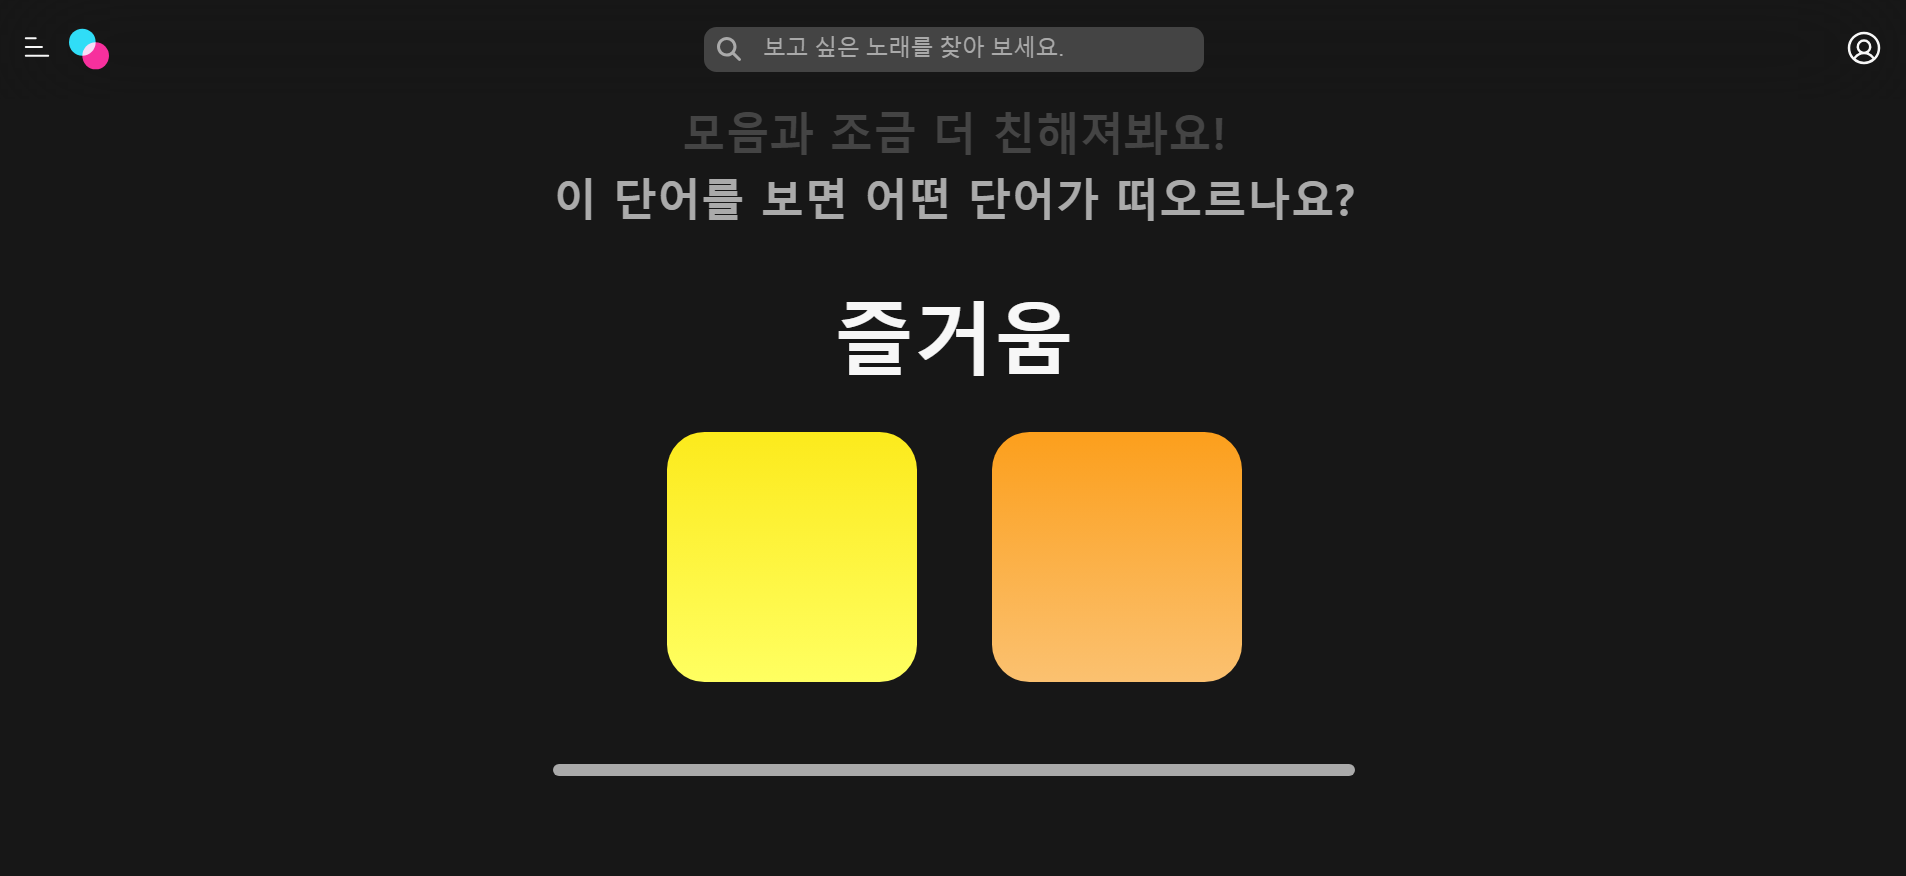 보고 싶은 노래를 찾아 보세요.
모음과 조금 더 친해져봐요!
이 단어를 보면 어떤 단어가 떠오르나요?
즐거움